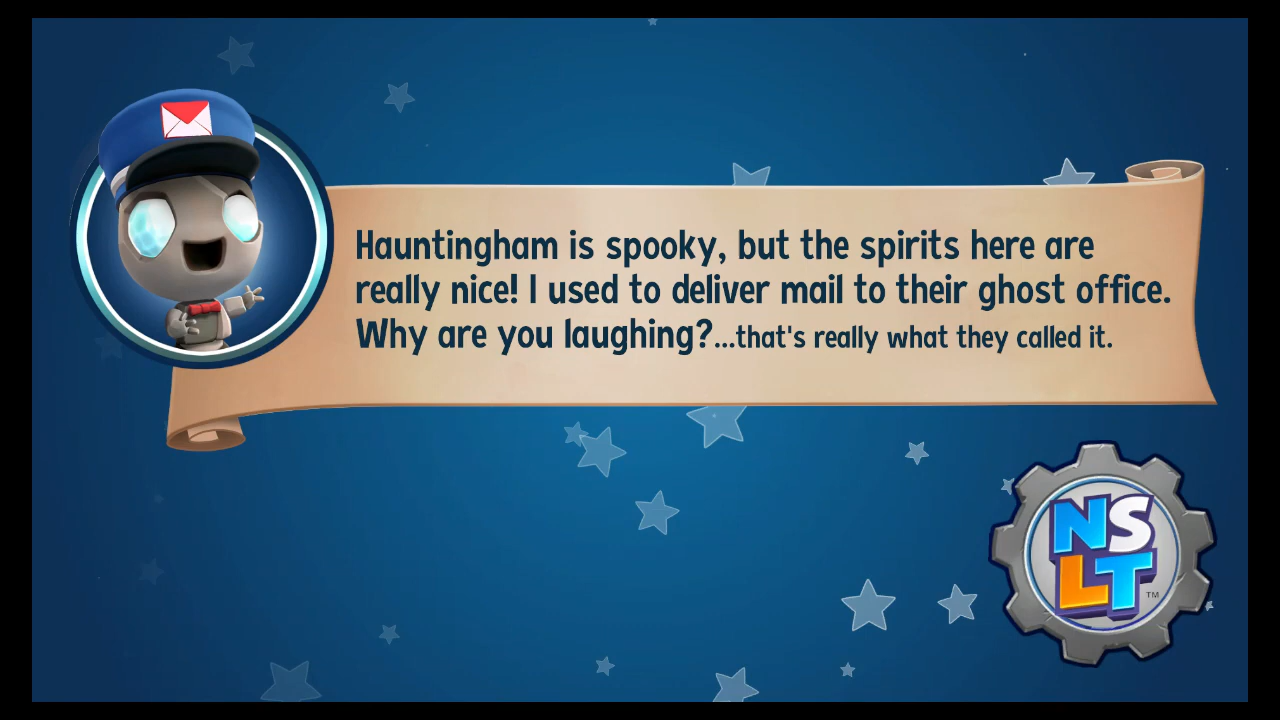 Hauntingham is spooky, but the spirits here are
really nice! I used to deliver mail to their ghost office.
Why are you laughing?...that's really what they called it.
NS
LT
TM